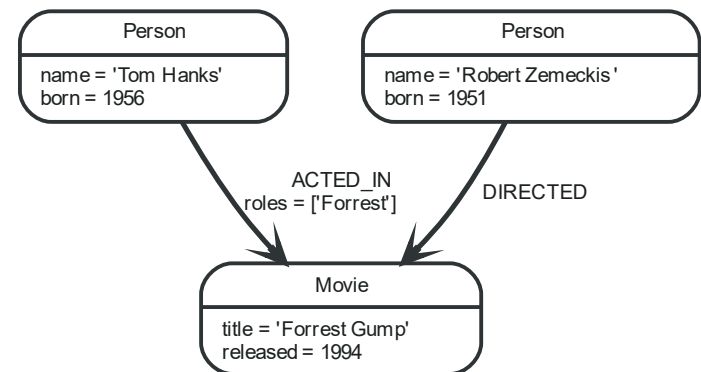 Person
name = 'Tom Hanks'
born = 1956
Person
name = 'Robert Zemeckis'
born = 1951
ACTED_IN
roles = ['Forrest']
DIRECTED
Movie
title = 'Forrest Gump'
released = 1994